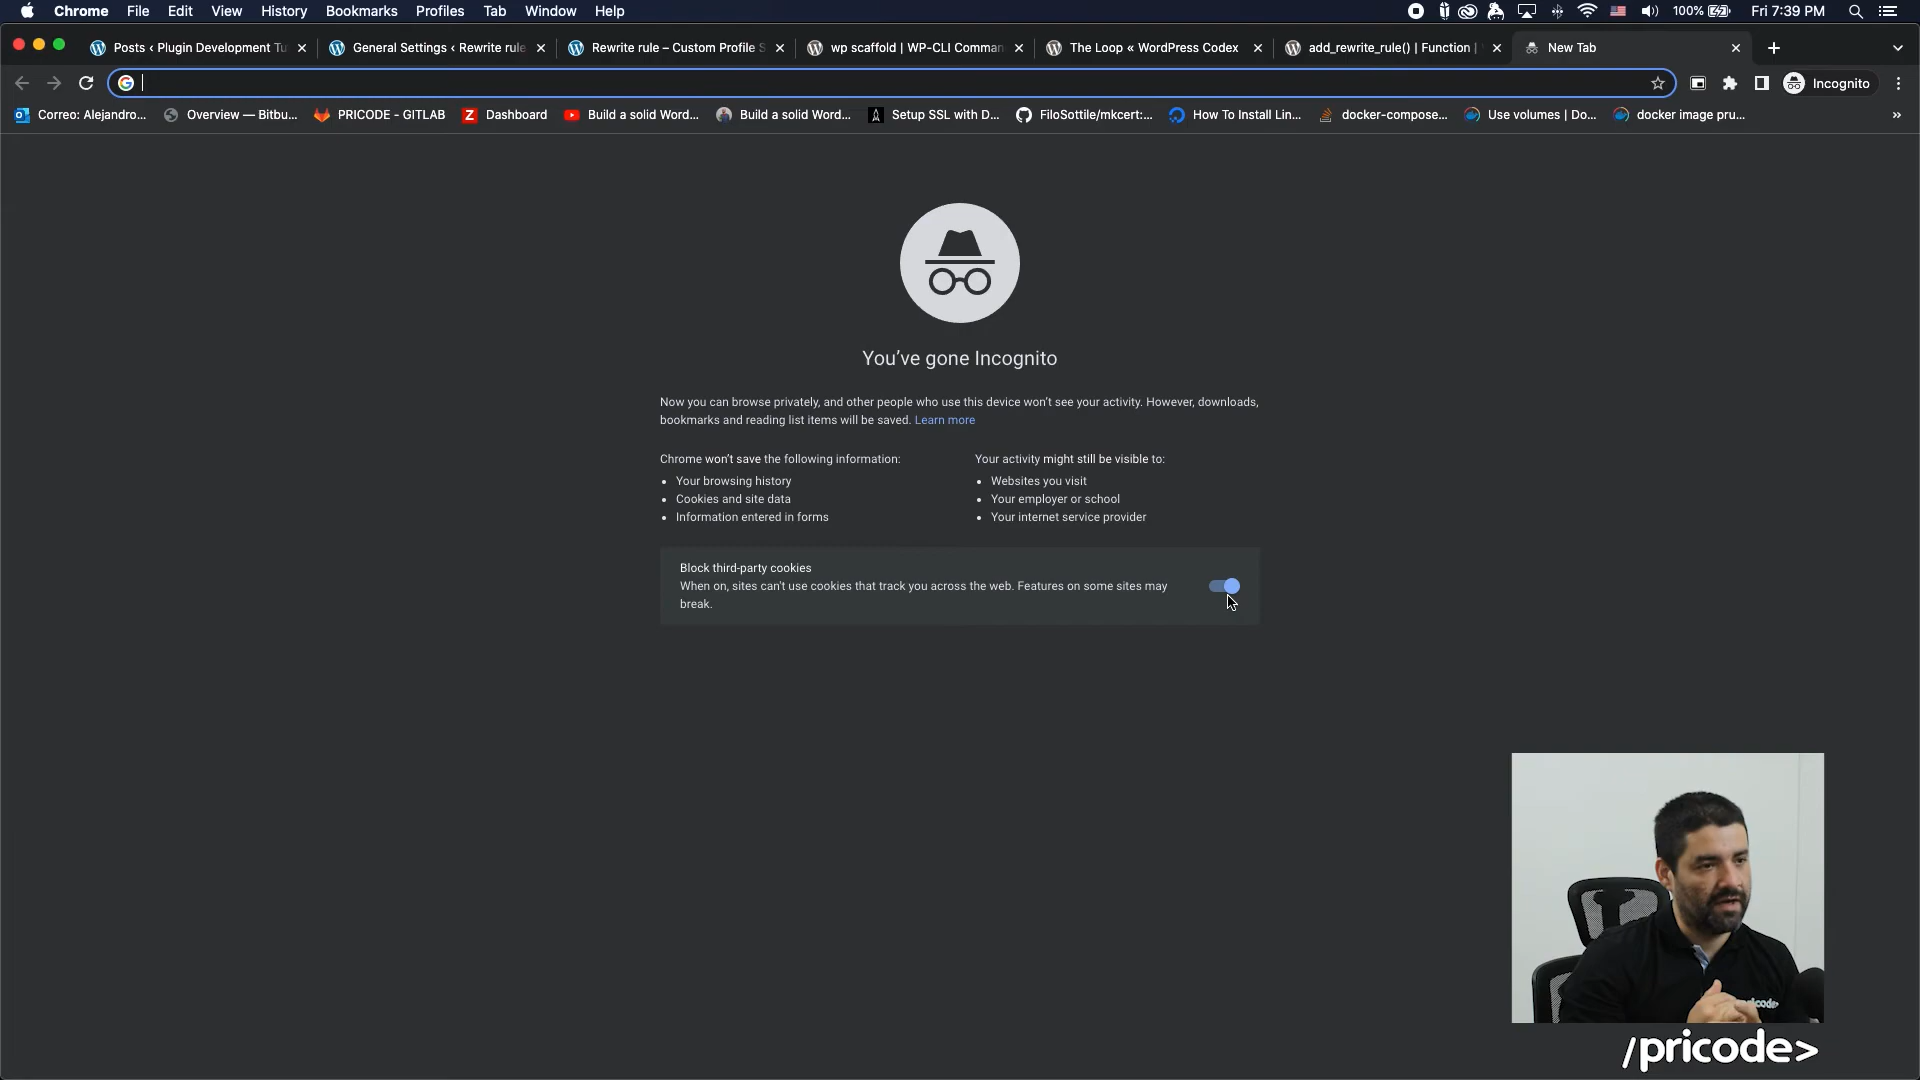 Chrome File Edit View History Bookmarks Profiles Tab Window Help 100% Fri 7:39 PM
Posts ‹ Plugin Development Tu General Settings ‹ Rewrite rule Rewrite rule – Custom Profile S wp scaffold | WP-CLI Comman The Loop « WordPress Codex add_rewrite_rule() | Function | New Tab
Incognito
Correo: Alejandro... Overview — Bitbu... PRICODE - GITLAB Dashboard Build a solid Word... Build a solid Word... Setup SSL with D... FiloSottile/mkcert:... How To Install Lin... docker-compose... Use volumes | Do... docker image pru... »
You've gone Incognito
Now you can browse privately, and other people who use this device won't see your activity. However, downloads,
bookmarks and reading list items will be saved. Learn more
Chrome won't save the following information:
• Your browsing history
• Cookies and site data
• Information entered in forms
Your activity might still be visible to:
• Websites you visit
• Your employer or school
• Your internet service provider
Block third-party cookies
When on, sites can't use cookies that track you across the web. Features on some sites may
break.
/pricode>